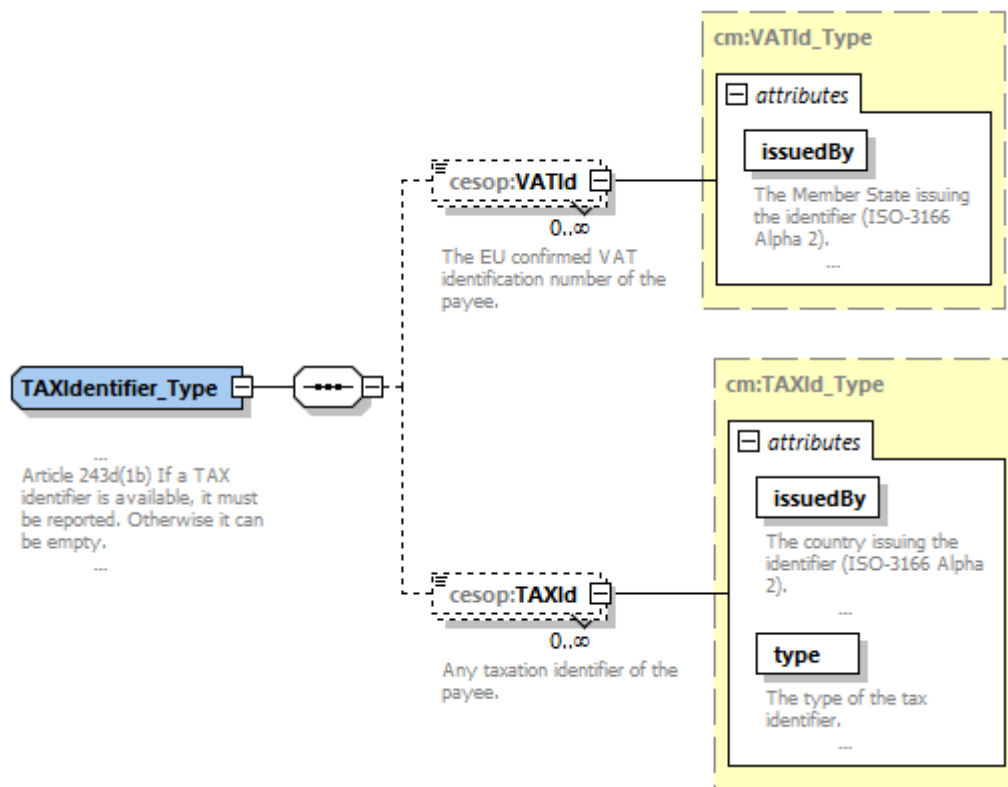 cm:VATId_Type
attributes
issuedBy
The Member State issuing
the identifier (ISO-3166
Alpha 2).
...
cesop:VATId
0..∞
The EU confirmed VAT
identification number of the
payee.
TAXIdentifier_Type
...
Article 243d(1b) If a TAX
identifier is available, it must
be reported. Otherwise it can
be empty.
...
cm:TAXId_Type
attributes
issuedBy
The country issuing the
identifier (ISO-3166 Alpha
2).
...
type
The type of the tax
identifier.
...
cesop:TAXId
0..∞
Any taxation identifier of the
payee.